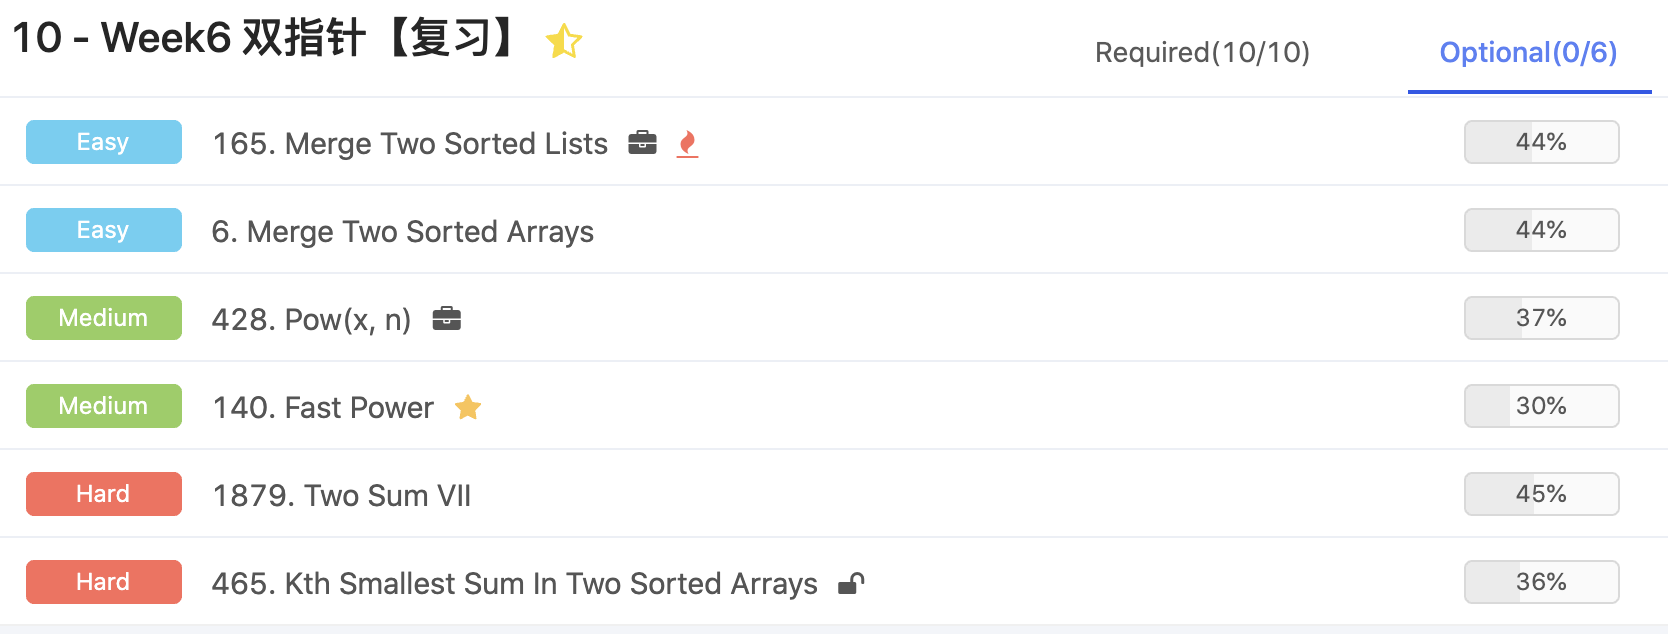 10 - Week6 双指针【复习】
Required(10/10) Optional(0/6)
Easy 165. Merge Two Sorted Lists 44%
Easy 6. Merge Two Sorted Arrays 44%
Medium 428. Pow(x, n) 37%
Medium 140. Fast Power 30%
Hard 1879. Two Sum VII 45%
Hard 465. Kth Smallest Sum In Two Sorted Arrays 36%